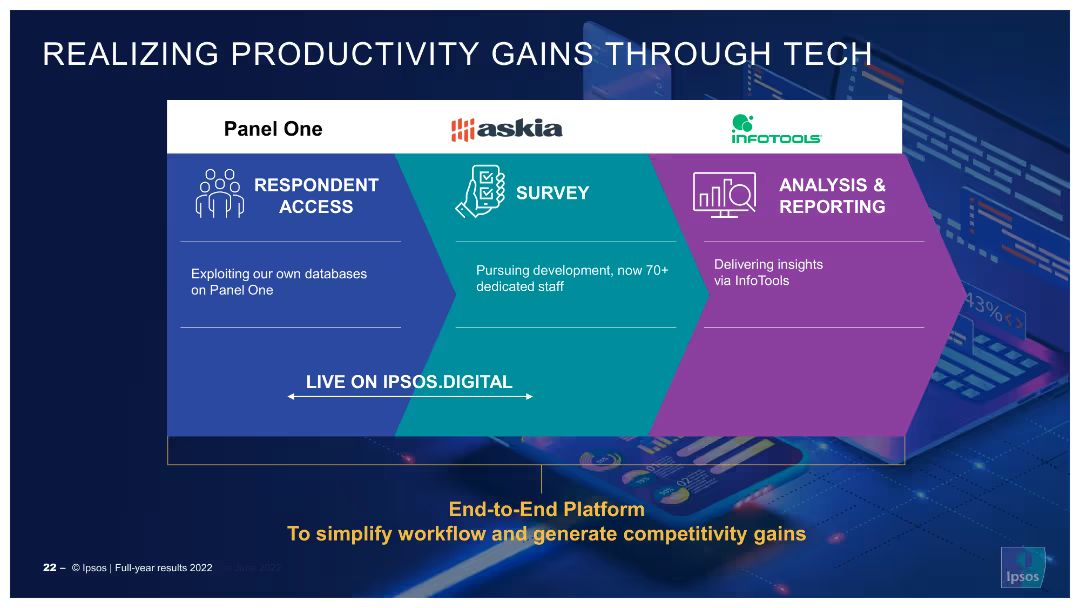 REALIZING PRODUCTIVITY GAINS THROUGH TECH
Panel One
askia
INFOTOOLS
RESPONDENT
ACCESS
SURVEY
ANALYSIS &
REPORTING
Exploiting our own databases
on Panel One
Pursuing development, now 70+
dedicated staff
Delivering insights
via InfoTools
43%
LIVE ON IPSOS.DIGITAL
End-to-End Platform
To simplify workflow and generate competitivity gains
22 – © Ipsos | Full-year results 2022
Ipsos